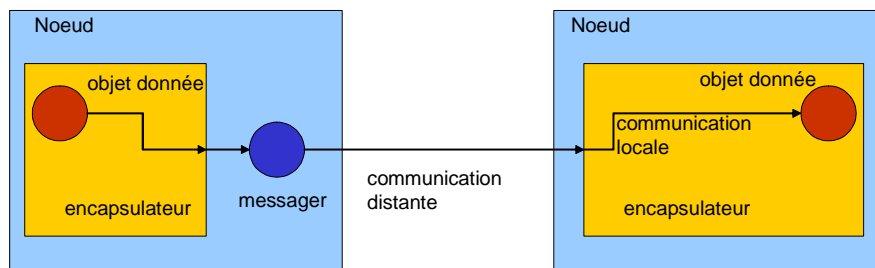 Noeud
objet donnée
encapsulateur
messager
communication
distante
Noeud
objet donnée
communication
locale
encapsulateur